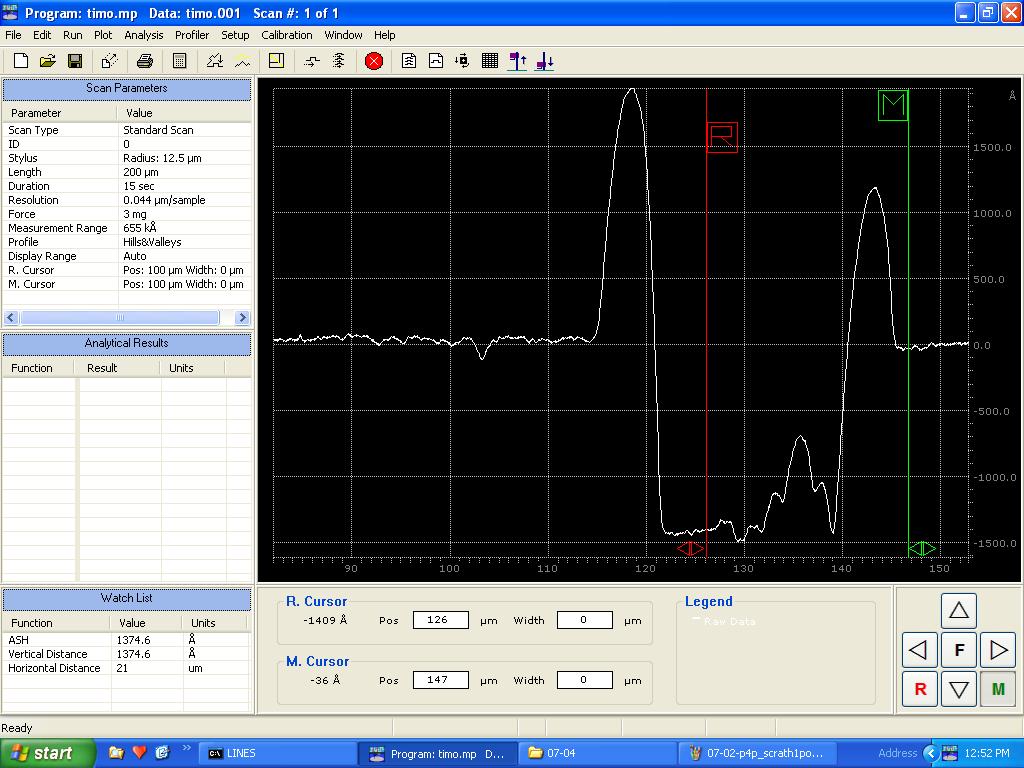 Program: timo.mp   Data: timo.001   Scan #: 1 of 1
File Edit Run Plot Analysis Profiler Setup Calibration Window Help
Scan Parameters
Parameter Value
Scan Type Standard Scan
ID 0
Stylus Radius: 12.5 µm
Length 200 µm
Duration 15 sec
Resolution 0.044 µm/sample
Force 3 mg
Measurement Range 655 kÅ
Profile Hills&Valleys
Display Range Auto
R. Cursor Pos: 100 µm Width: 0 µm
M. Cursor Pos: 100 µm Width: 0 µm
Analytical Results
Function Result Units
Watch List
Function Value Units
ASH 1374.6 Å
Vertical Distance 1374.6 Å
Horizontal Distance 21 um
R
M
Å
1500.0
1000.0
500.0
0.0
-500.0
-1000.0
-1500.0
90 100 110 120 130 140 150
R. Cursor
-1409 Å Pos 126 µm Width 0 µm
M. Cursor
-36 Å Pos 147 µm Width 0 µm
Legend
Raw Data
F
R M
Ready
start LINES Program: timo.mp D... 07-04 07-02-p4p_scrath1po... Address 12:52 PM